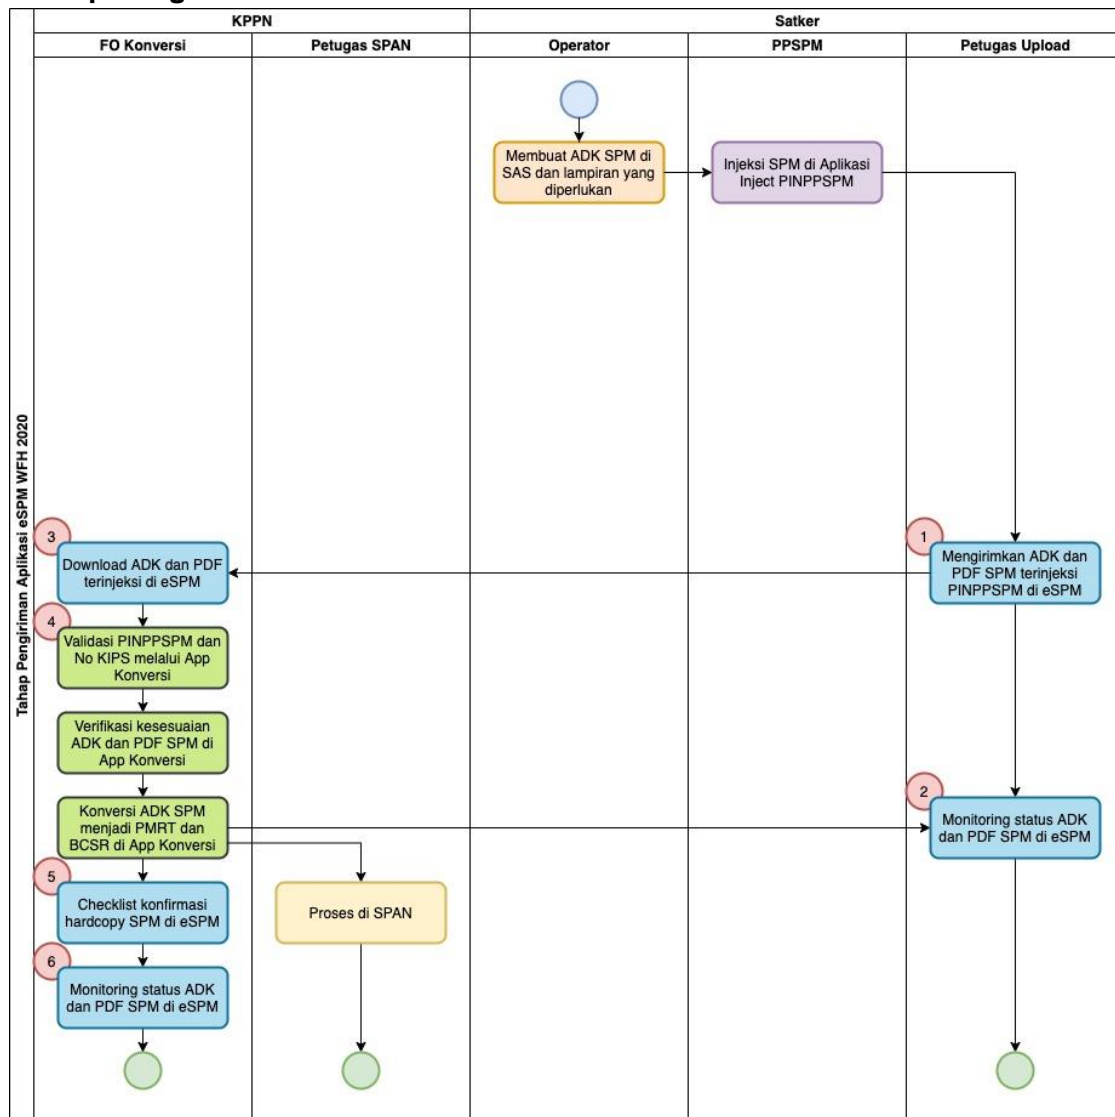 KPPN
Satker
FO Konversi
Petugas SPAN
Operator
PPSPM
Petugas Upload
Tahap Pengiriman Aplikasi eSPM WFH 2020
Membuat ADK SPM di
SAS dan lampiran yang
diperlukan
Injeksi SPM di Aplikasi
Inject PINPPSPM
1
Mengirimkan ADK dan
PDF SPM terinjeksi
PINPPSPM di eSPM
3
Download ADK dan PDF
terinjeksi di eSPM
4
Validasi PINPPSPM dan
No KIPS melalui App
Konversi
Verifikasi kesesuaian
ADK dan PDF SPM di
App Konversi
Konversi ADK SPM
menjadi PMRT dan
BCSR di App Konversi
2
Monitoring status ADK
dan PDF SPM di eSPM
5
Checklist konfirmasi
hardcopy SPM di eSPM
Proses di SPAN
6
Monitoring status ADK
dan PDF SPM di eSPM